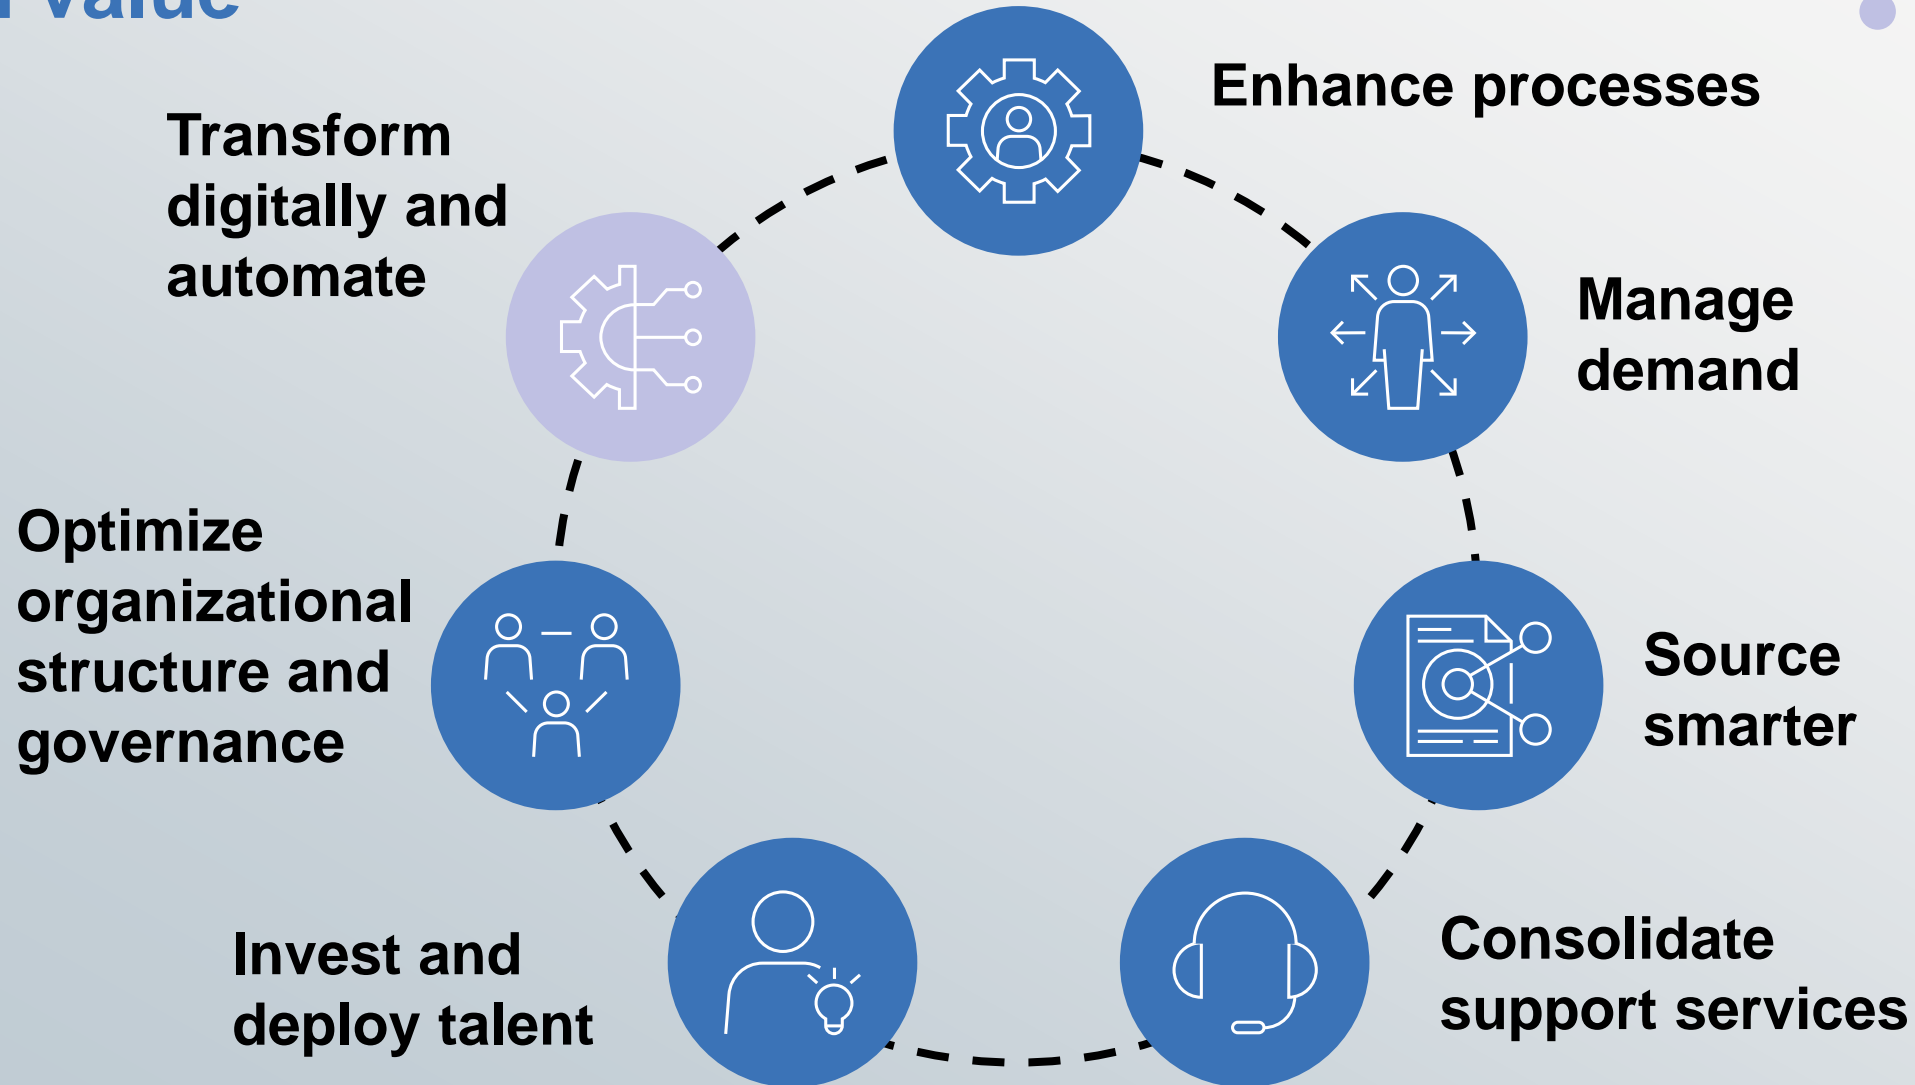 value
Enhance processes
Transform
digitally and
automate
Manage
demand
Optimize
organizational
structure and
governance
Source
smarter
Invest and
deploy talent
Consolidate
support services